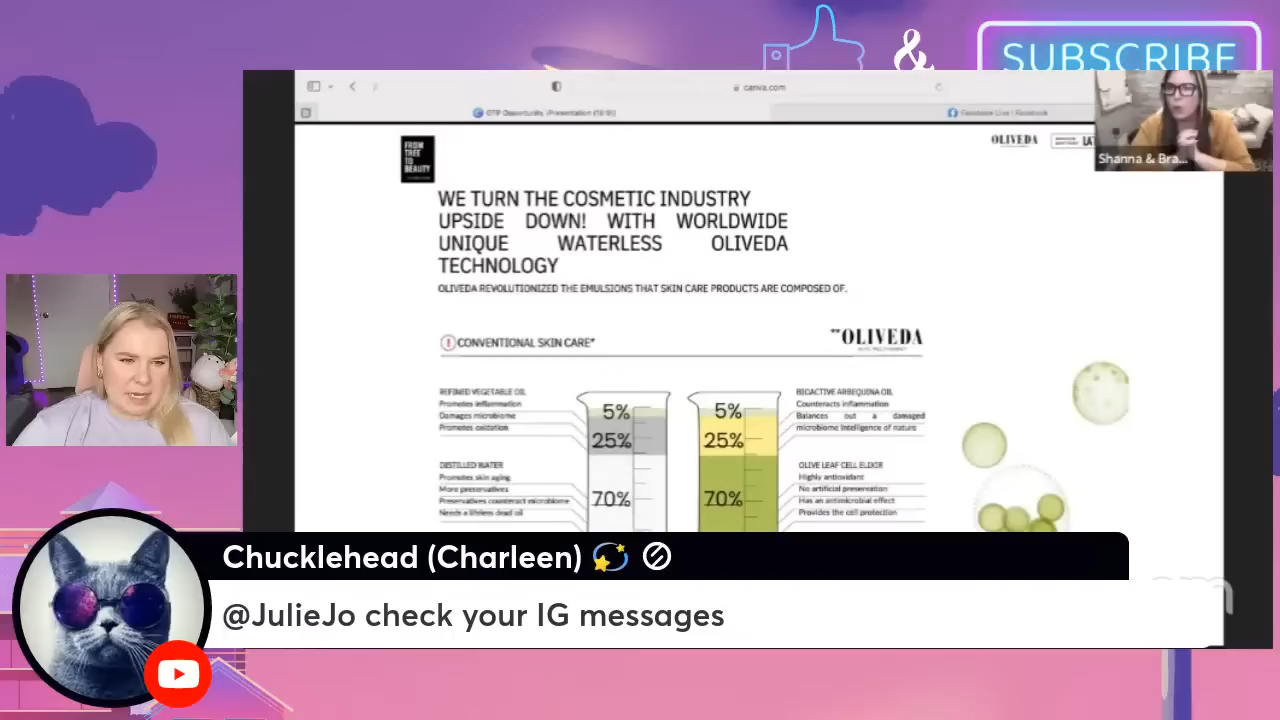 &
SUBSCRIBE
canva.com
Facebook Live | Facebook
FROM
TREE
TO
BEAUTY
OLIVEDA
Shanna & Bra...
WE TURN THE COSMETIC INDUSTRY
UPSIDE DOWN! WITH WORLDWIDE
UNIQUE WATERLESS OLIVEDA
TECHNOLOGY
OLIVEDA REVOLUTIONIZED THE EMULSIONS THAT SKIN CARE PRODUCTS ARE COMPOSED OF.
! CONVENTIONAL SKIN CARE*
**OLIVEDA
REFINED VEGETABLE OIL
Promotes inflammation
Damages microbiome
Promotes oxidation
5%
25%
70%
5%
25%
70%
BIOACTIVE ARBEQUINA OIL
Counteracts inflammation
Balances out a damaged
microbiome Intelligence of nature
DISTILLED WATER
Promotes skin aging
More preservatives
Preservatives counteract microbiome
Needs a lifeless dead oil
OLIVE LEAF CELL ELIXIR
Highly antioxidant
No artificial preservation
Has an antimicrobial effect
Provides the cell protection
Chucklehead (Charleen)
@JulieJo check your IG messages